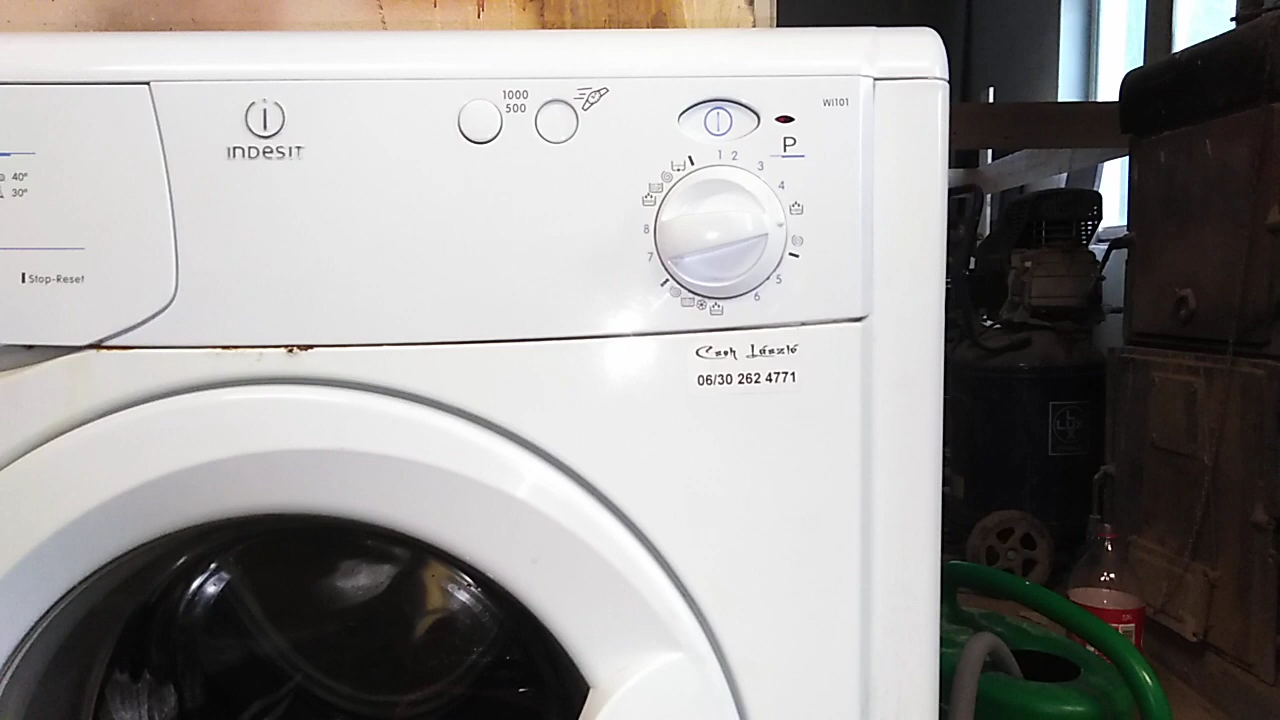 1000
500
INDESIT
WI101
P
40°
30°
Stop-Reset
1 2 3 4 5 6 7 8
Cseh László
06/30 262 4771
LUX